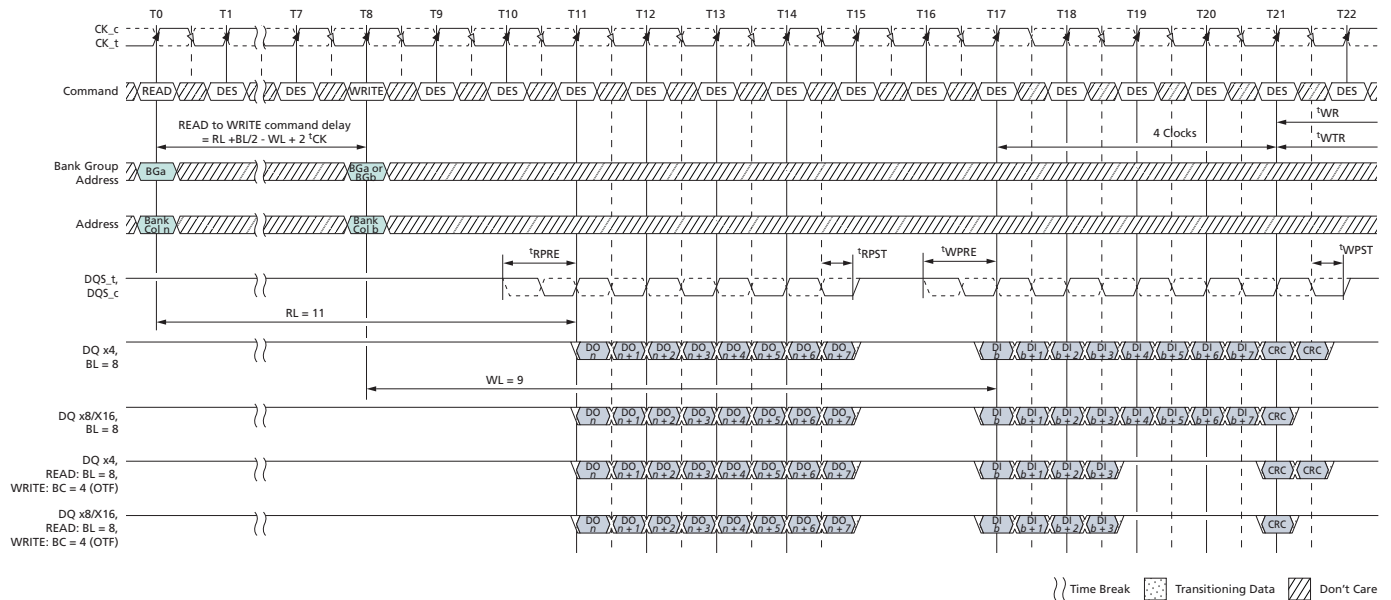 T0 T1 T7 T8 T9 T10 T11 T12 T13 T14 T15 T16 T17 T18 T19 T20 T21 T22
CK_c
CK_t
Command READ DES DES WRITE DES DES DES DES DES DES DES DES DES DES DES DES DES DES
tWR
READ to WRITE command delay
= RL +BL/2 - WL + 2 tCK
4 Clocks
tWTR
Bank Group
Address
BGa
BGa or
BGb
Address
Bank
Col n
Bank
Col b
tRPRE tRPST tWPRE tWPST
DQS_t,
DQS_c
RL = 11
DQ x4,
BL = 8
DO n DO n + 1 DO n + 2 DO n + 3 DO n + 4 DO n + 5 DO n + 6 DO n + 7 DI b DI b + 1 DI b + 2 DI b + 3 DI b + 4 DI b + 5 DI b + 6 DI b + 7 CRC CRC
WL = 9
DQ x8/X16,
BL = 8
DO n DO n + 1 DO n + 2 DO n + 3 DO n + 4 DO n + 5 DO n + 6 DO n + 7 DI b DI b + 1 DI b + 2 DI b + 3 DI b + 4 DI b + 5 DI b + 6 DI b + 7 CRC
DQ x4,
READ: BL = 8,
WRITE: BC = 4 (OTF)
DO n DO n + 1 DO n + 2 DO n + 3 DO n + 4 DO n + 5 DO n + 6 DO n + 7 DI b DI b + 1 DI b + 2 DI b + 3 CRC CRC
DQ x8/X16,
READ: BL = 8,
WRITE: BC = 4 (OTF)
DO n DO n + 1 DO n + 2 DO n + 3 DO n + 4 DO n + 5 DO n + 6 DO n + 7 DI b DI b + 1 DI b + 2 DI b + 3 CRC
Time Break Transitioning Data Don't Care